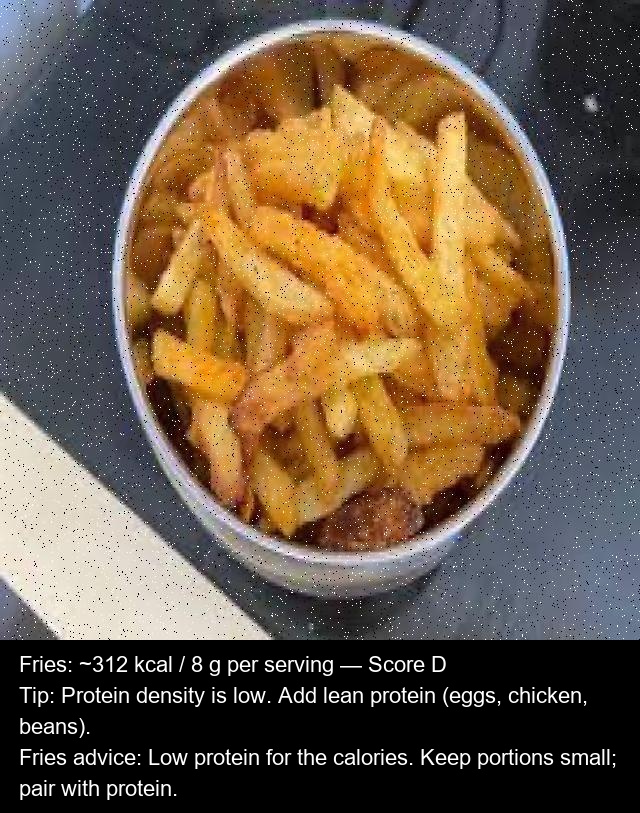 Fries: ~312 kcal / 8 g per serving — Score D
Tip: Protein density is low. Add lean protein (eggs, chicken,
beans).
Fries advice: Low protein for the calories. Keep portions small;
pair with protein.